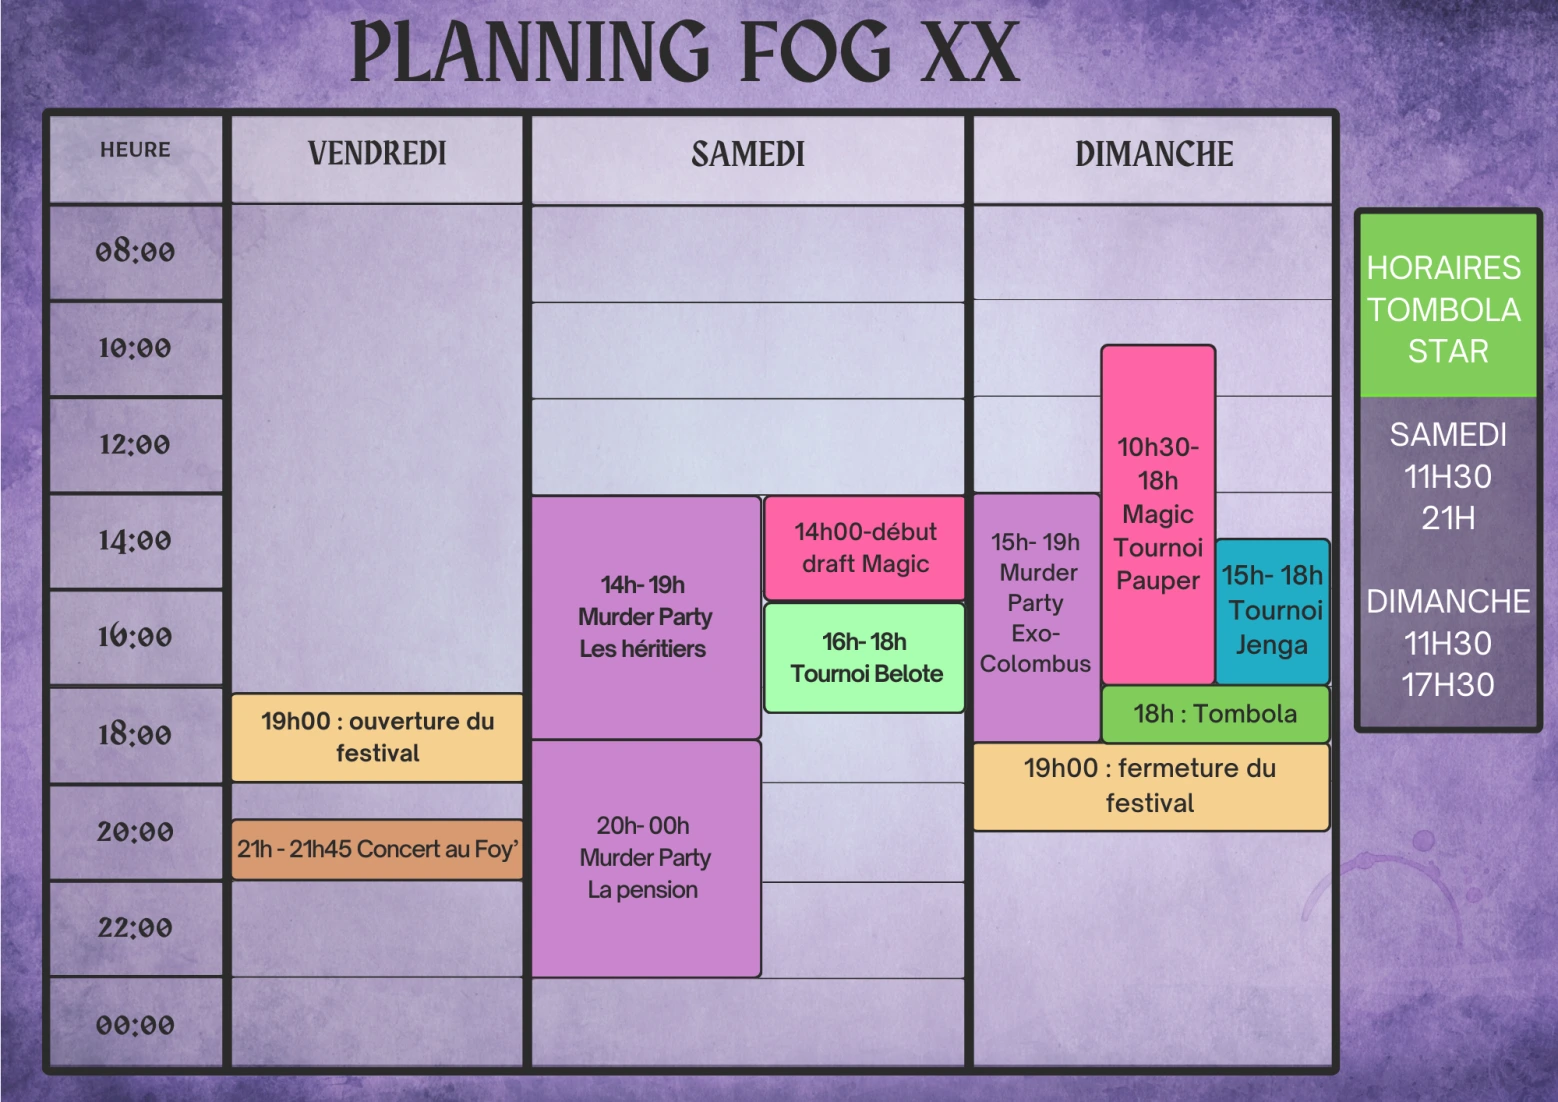 PLANNING FOG XX
HEURE
VENDREDI
SAMEDI
DIMANCHE
08:00
10:00
12:00
14:00
16:00
18:00
20:00
22:00
00:00
19h00 : ouverture du
festival
21h - 21h45 Concert au Foy'
14h- 19h
Murder Party
Les héritiers
14h00-début
draft Magic
16h- 18h
Tournoi Belote
20h- 00h
Murder Party
La pension
15h- 19h
Murder
Party
Exo-
Colombus
10h30-
18h
Magic
Tournoi
Pauper
15h- 18h
Tournoi
Jenga
18h : Tombola
19h00 : fermeture du
festival
HORAIRES
TOMBOLA
STAR
SAMEDI
11H30
21H
DIMANCHE
11H30
17H30